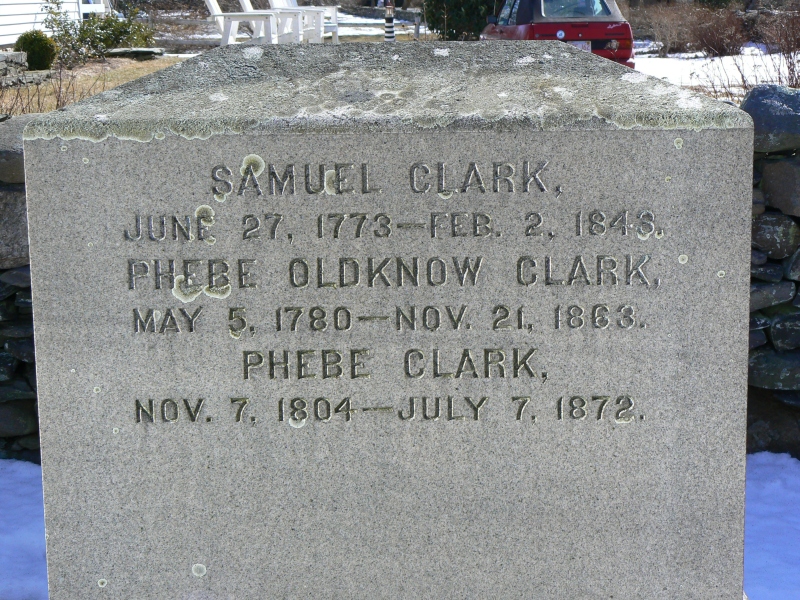 SAMUEL CLARK,
JUNE 27, 1773—FEB. 2, 1843.
PHEBE OLDKNOW CLARK,
MAY 5, 1780—NOV. 21, 1863.
PHEBE CLARK,
NOV. 7, 1804—JULY 7, 1872.